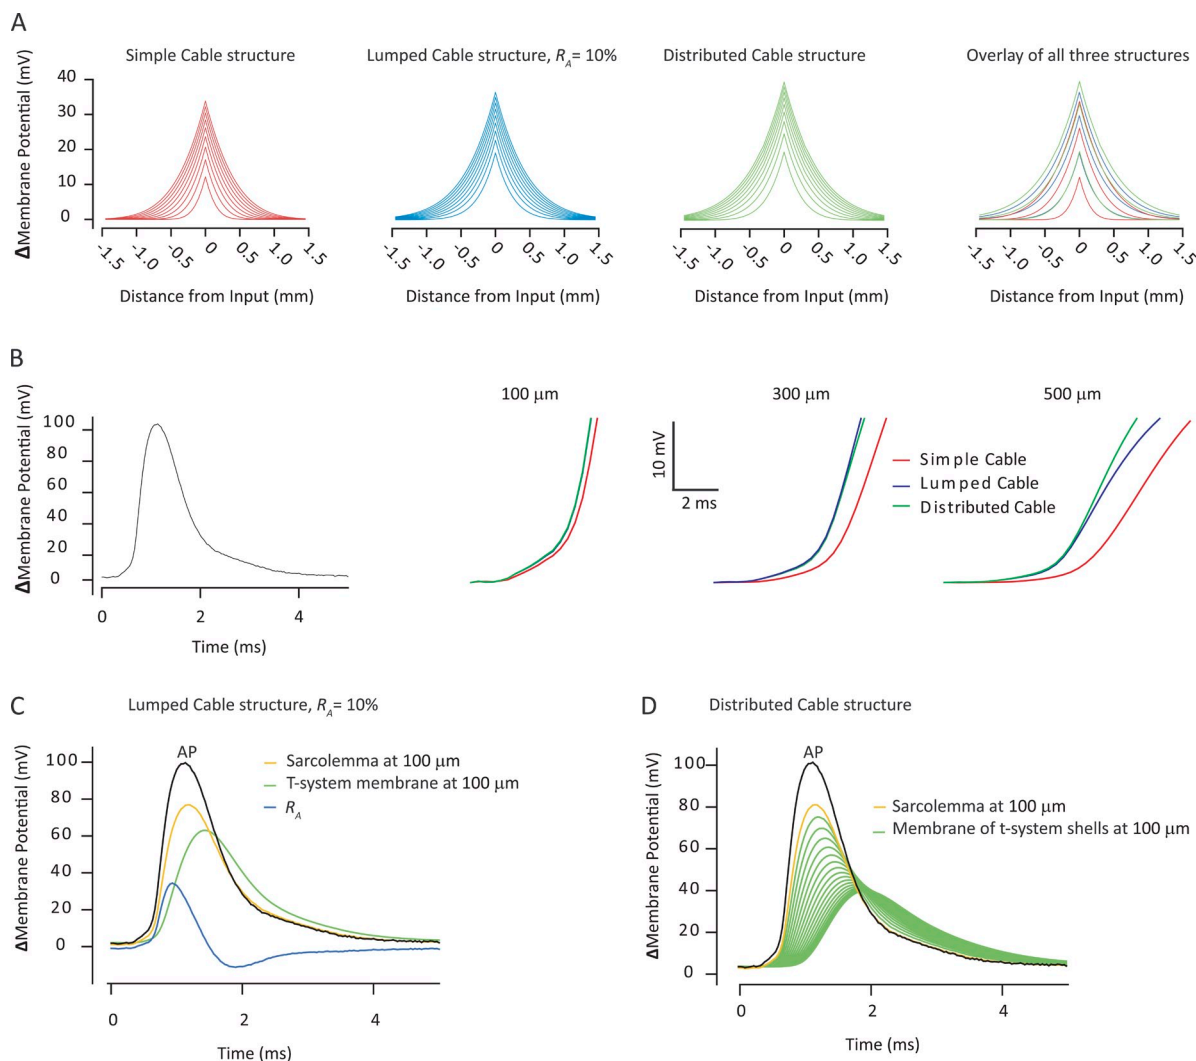 A
Simple Cable structure
Lumped Cable structure, R_A= 10%
Distributed Cable structure
Overlay of all three structures
ΔMembrane Potential (mV)
40
30
20
10
0
-1.5 -1.0 -0.5 0 0.5 1.0 1.5
-1.5 -1.0 -0.5 0 0.5 1.0 1.5
-1.5 -1.0 -0.5 0 0.5 1.0 1.5
-1.5 -1.0 -0.5 0 0.5 1.0 1.5
Distance from Input (mm)
Distance from Input (mm)
Distance from Input (mm)
Distance from Input (mm)
B
ΔMembrane Potential (mV)
100
80
60
40
20
0
0 2 4
Time (ms)
100 µm
300 µm
500 µm
10 mV
2 ms
Simple Cable
Lumped Cable
Distributed Cable
C
Lumped Cable structure, R_A= 10%
ΔMembrane Potential (mV)
100
80
60
40
20
0
AP
Sarcolemma at 100 µm
T-system membrane at 100 µm
R_A
0 2 4
Time (ms)
D
Distributed Cable structure
ΔMembrane Potential (mV)
100
80
60
40
20
0
AP
Sarcolemma at 100 µm
Membrane of t-system shells at 100 µm
0 2 4
Time (ms)